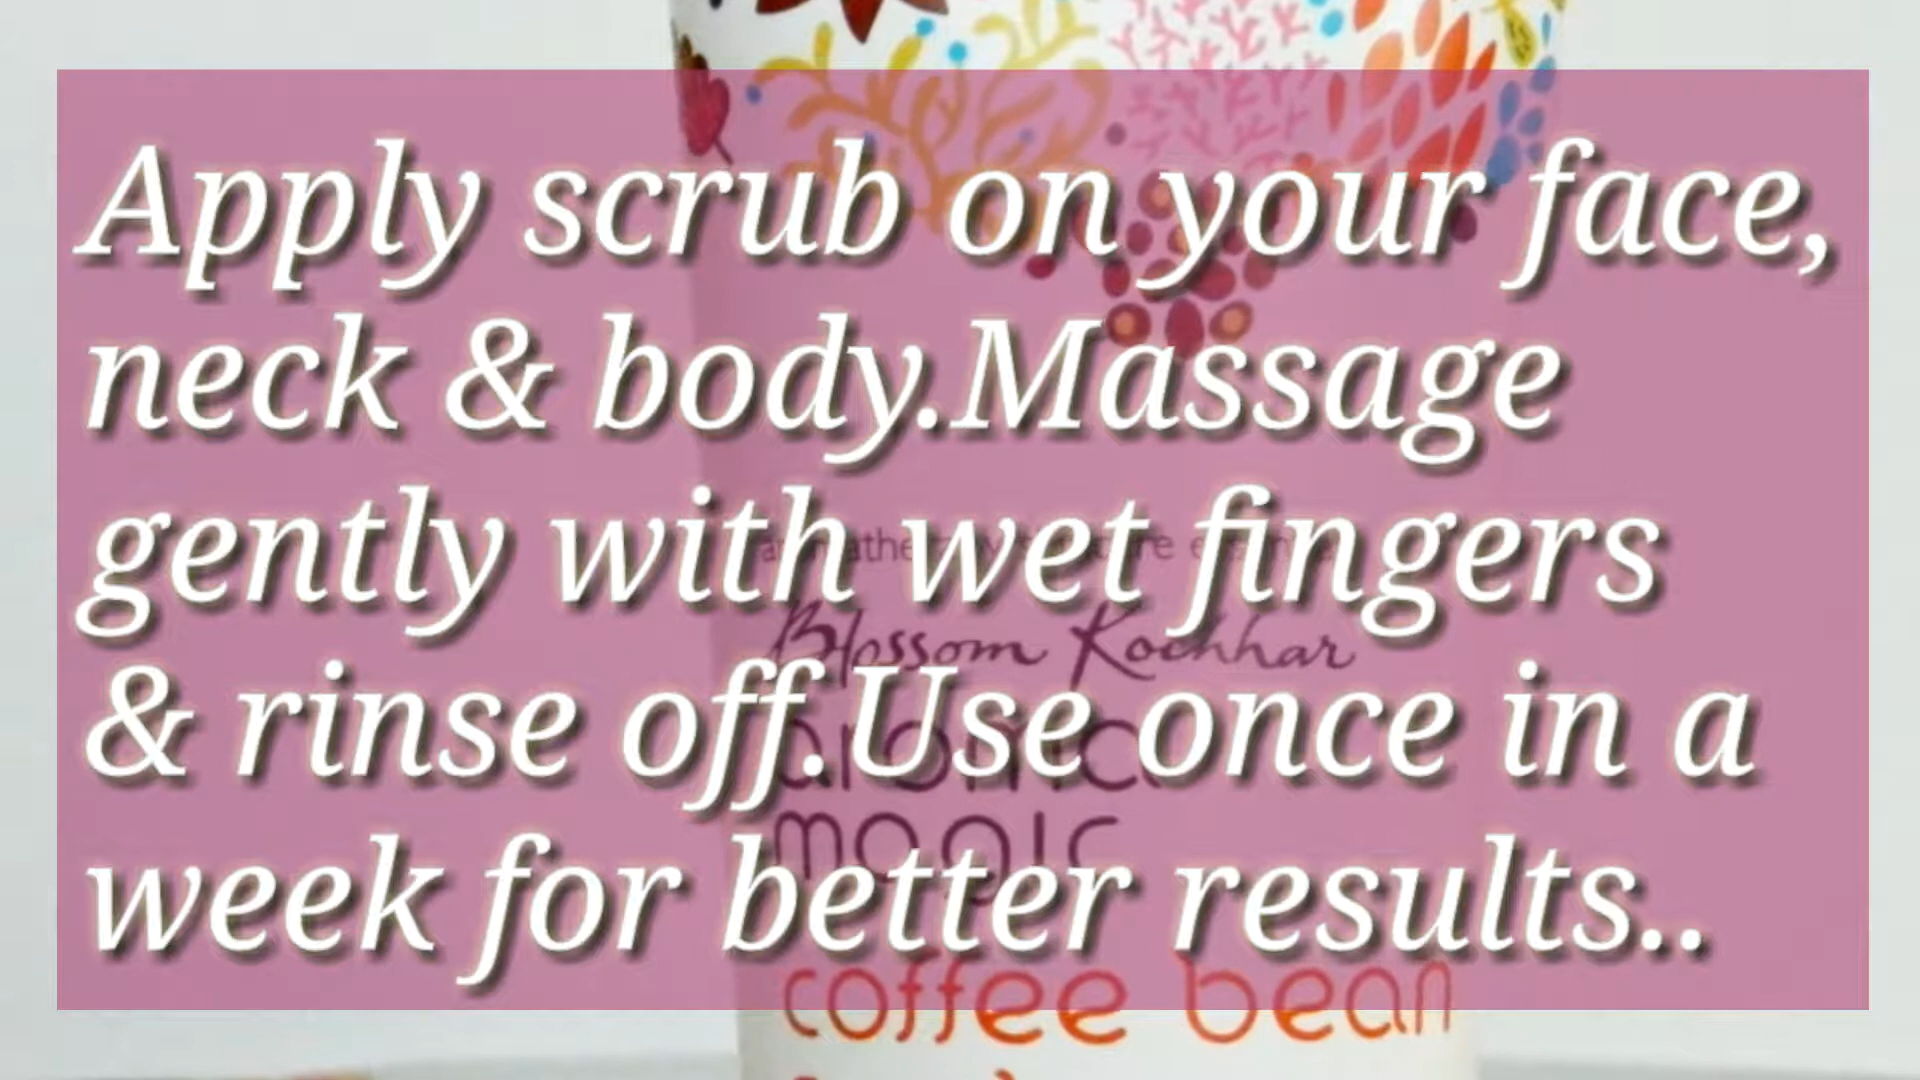 Apply scrub on your face,
neck & body.Massage
gently with wet fingers
& rinse off.Use once in a
week for better results..
Blossom Kochhar
aroma
magic
coffee bean